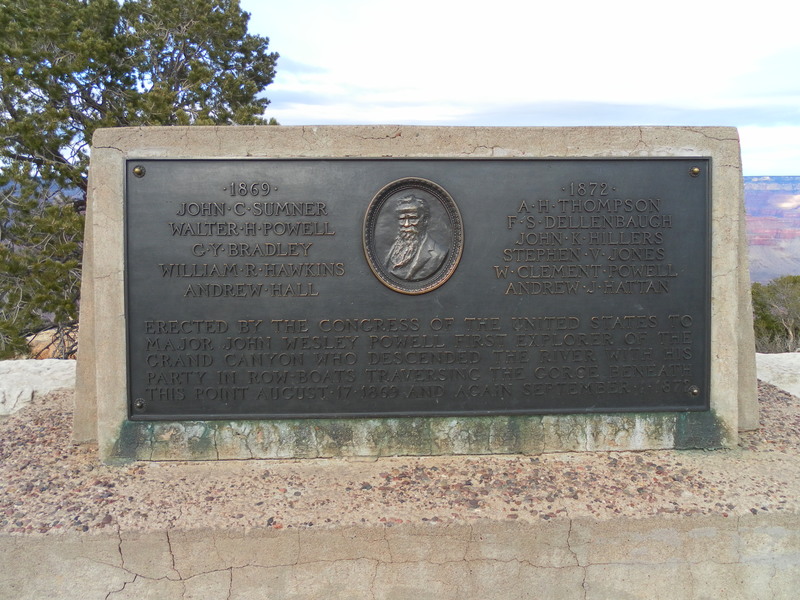 ·1869·
JOHN·C·SUMNER
WALTER·H·POWELL
G·Y·BRADLEY
WILLIAM·R·HAWKINS
ANDREW·HALL
·1872·
A·H·THOMPSON
F·S·DELLENBAUGH
JOHN·K·HILLERS
STEPHEN·V·JONES
W·CLEMENT·POWELL
ANDREW·J·HATTAN
ERECTED BY THE CONGRESS OF THE UNITED STATES TO
MAJOR JOHN WESLEY POWELL FIRST EXPLORER OF THE
GRAND CANYON WHO DESCENDED THE RIVER WITH HIS
PARTY IN ROW-BOATS TRAVERSING THE GORGE BENEATH
THIS POINT AUGUST·17·1869 AND AGAIN SEPTEMBER·1·1872